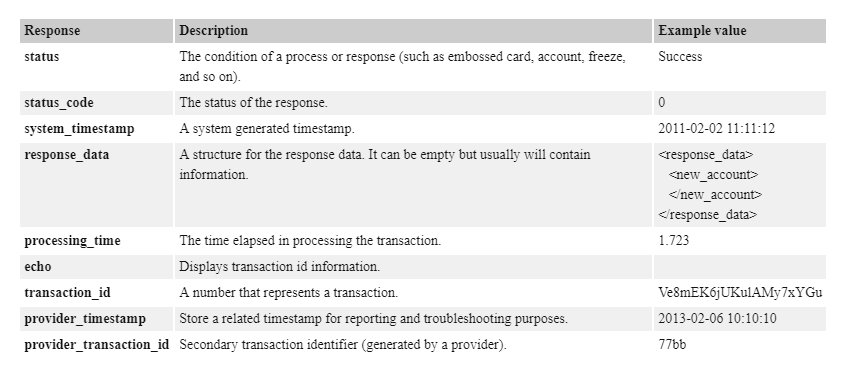 Response Description Example value
status The condition of a process or response (such as embossed card, account, freeze, Success
and so on).
status_code The status of the response. 0
system_timestamp A system generated timestamp. 2011-02-02 11:11:12
response_data A structure for the response data. It can be empty but usually will contain <response_data>
information. <new_account>
</new_account>
</response_data>
processing_time The time elapsed in processing the transaction. 1.723
echo Displays transaction id information.
transaction_id A number that represents a transaction. Ve8mEK6jUKulAMy7xYGu
provider_timestamp Store a related timestamp for reporting and troubleshooting purposes. 2013-02-06 10:10:10
provider_transaction_id Secondary transaction identifier (generated by a provider). 77bb